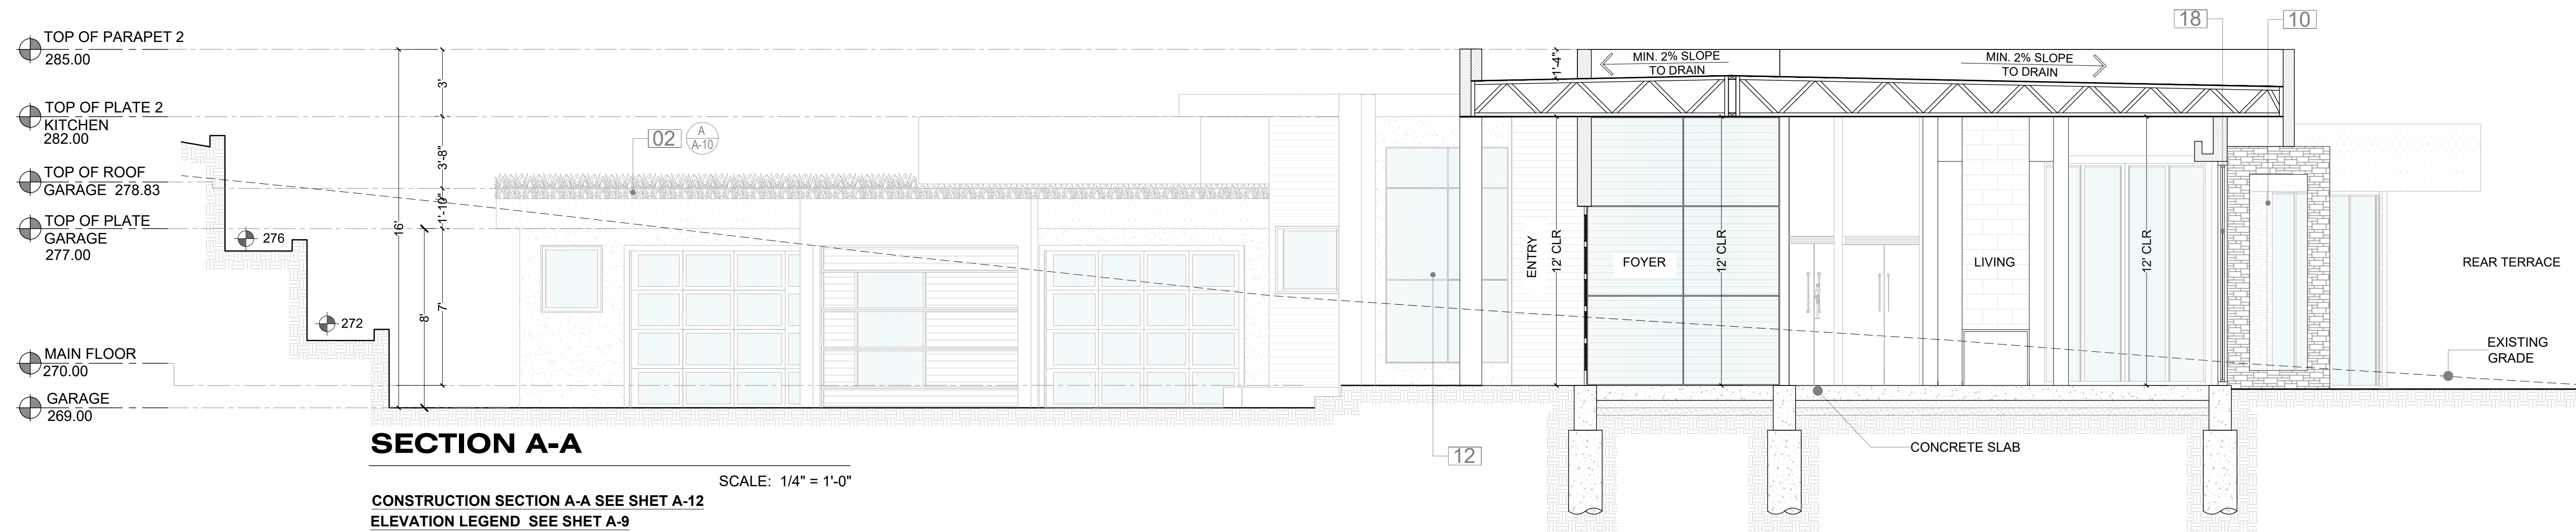 TOP OF PARAPET 2
285.00
TOP OF PLATE 2
KITCHEN
282.00
TOP OF ROOF
GARAGE 278.83
TOP OF PLATE
GARAGE
277.00
MAIN FLOOR
270.00
GARAGE
269.00
276
272
16'
8'
3'
3'-8"
1'-10"
7'
02
A
A-10
12
1'-4"
MIN. 2% SLOPE
TO DRAIN
MIN. 2% SLOPE
TO DRAIN
18
10
ENTRY
12' CLR
FOYER
12' CLR
LIVING
12' CLR
REAR TERRACE
EXISTING
GRADE
CONCRETE SLAB
SECTION A-A
SCALE: 1/4" = 1'-0"
CONSTRUCTION SECTION A-A SEE SHET A-12
ELEVATION LEGEND SEE SHET A-9